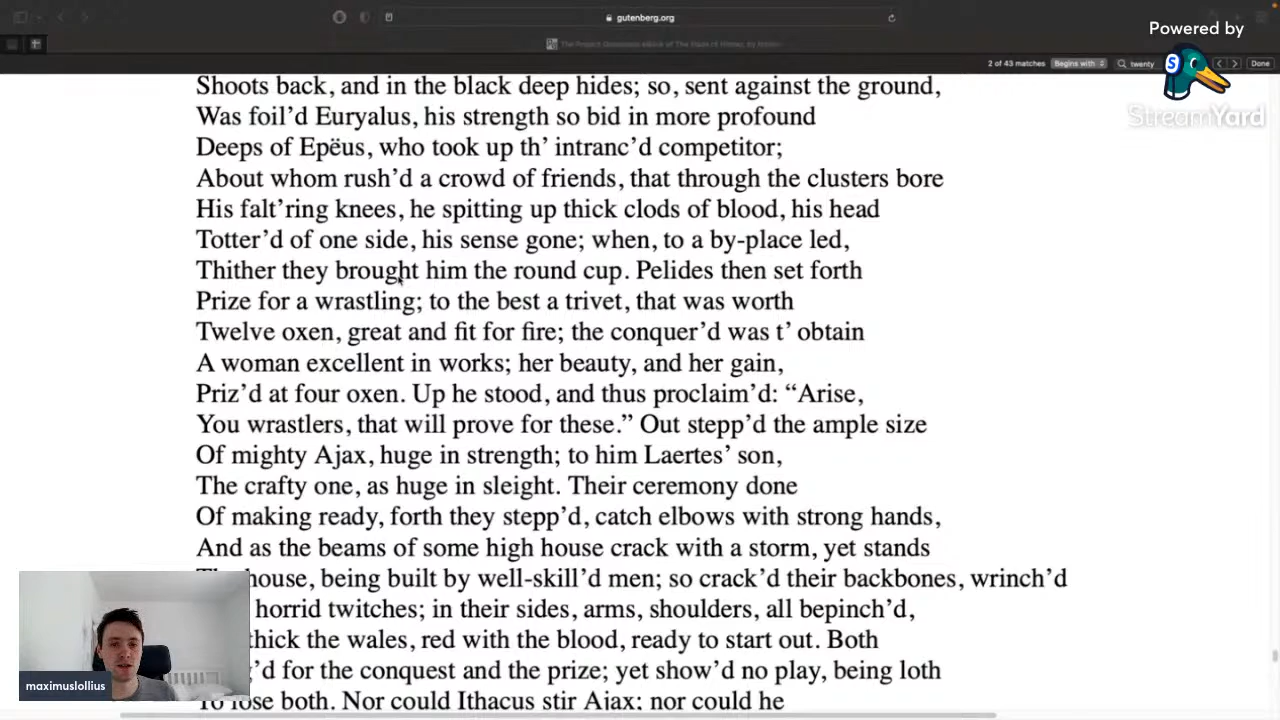 gutenberg.org
Powered by
StreamYard
The Project Gutenberg eBook of The Iliads of Homer, by Homer
2 of 43 matches
Begins with
twenty
Done
Shoots back, and in the black deep hides; so, sent against the ground,
Was foil’d Euryalus, his strength so bid in more profound
Deeps of Epëus, who took up th’ intranc’d competitor;
About whom rush’d a crowd of friends, that through the clusters bore
His falt’ring knees, he spitting up thick clods of blood, his head
Totter’d of one side, his sense gone; when, to a by-place led,
Thither they brought him the round cup. Pelides then set forth
Prize for a wrastling; to the best a trivet, that was worth
Twelve oxen, great and fit for fire; the conquer’d was t’ obtain
A woman excellent in works; her beauty, and her gain,
Priz’d at four oxen. Up he stood, and thus proclaim’d: “Arise,
You wrastlers, that will prove for these.” Out stepp’d the ample size
Of mighty Ajax, huge in strength; to him Laertes’ son,
The crafty one, as huge in sleight. Their ceremony done
Of making ready, forth they stepp’d, catch elbows with strong hands,
And as the beams of some high house crack with a storm, yet stands
house, being built by well-skill’d men; so crack’d their backbones, wrinch’d
horrid twitches; in their sides, arms, shoulders, all bepinch’d,
thick the wales, red with the blood, ready to start out. Both
’d for the conquest and the prize; yet show’d no play, being loth
To lose both. Nor could Ithacus stir Ajax; nor could he
maximuslollius